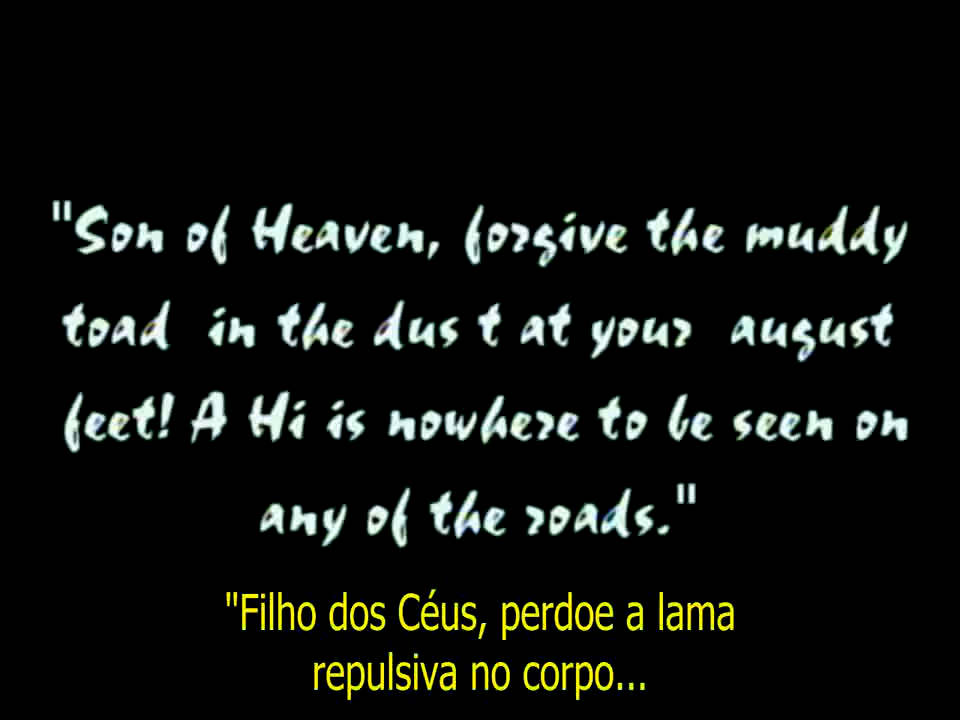 "Son of Heaven, forgive the muddy
toad in the dus t at your august
feet! A Hi is nowhere to be seen on
any of the roads."
"Filho dos Céus, perdoe a lama
repulsiva no corpo...